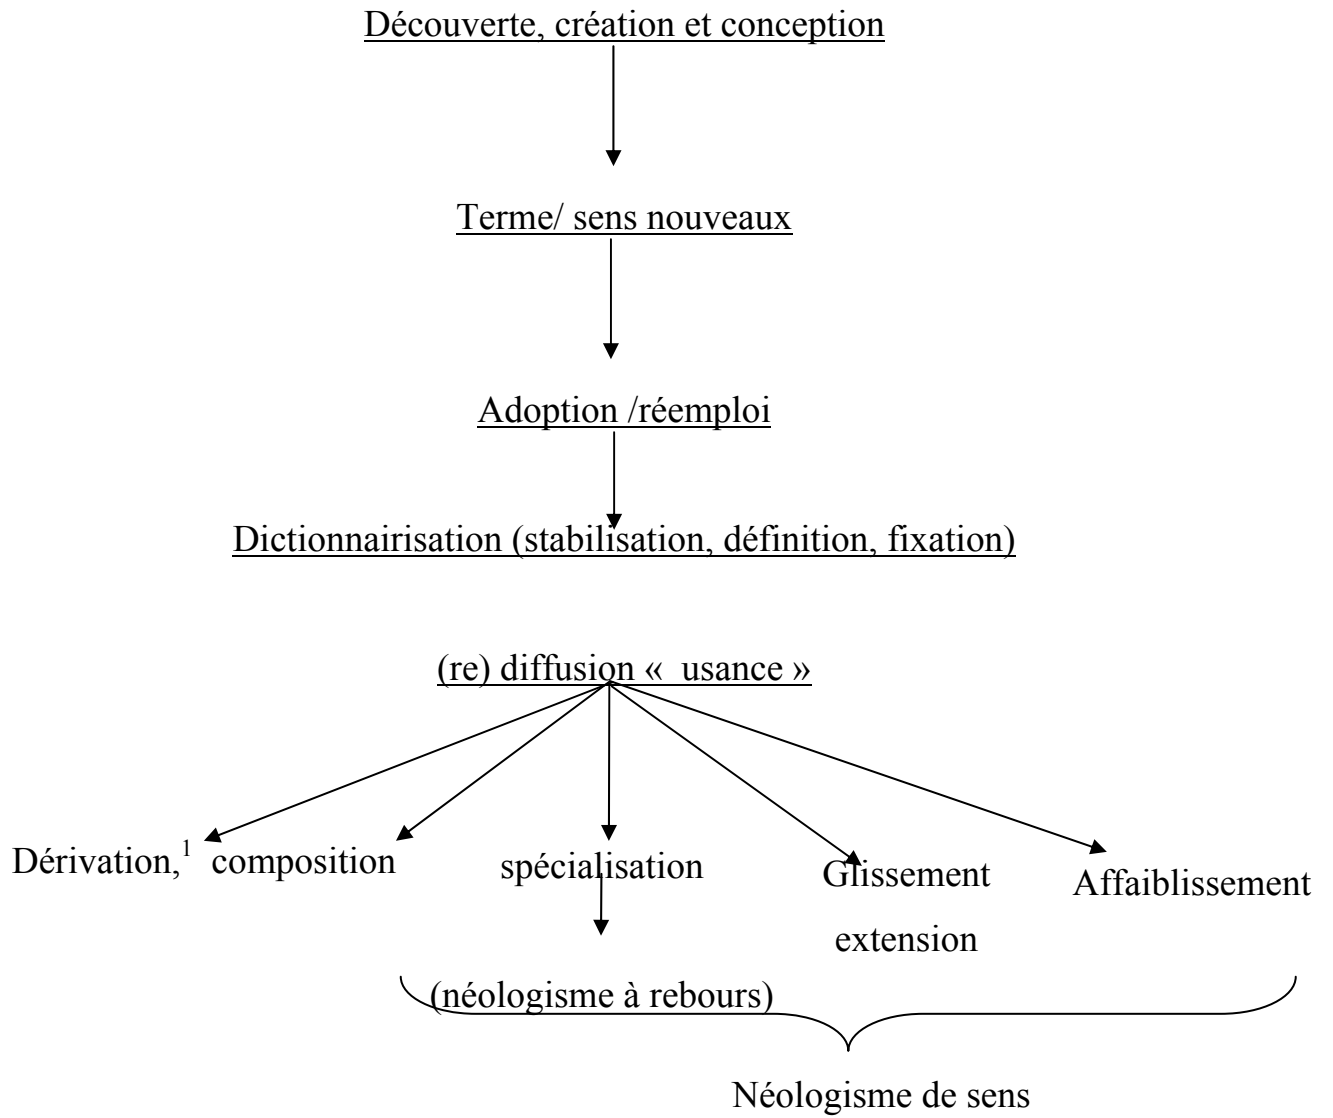 Découverte, création et conception
Terme/ sens nouveaux
Adoption /réemploi
Dictionnairisation (stabilisation, définition, fixation)
(re) diffusion «  usance »
Dérivation,¹  composition
spécialisation
Glissement
Affaiblissement
extension
(néologisme à rebours)
Néologisme de sens